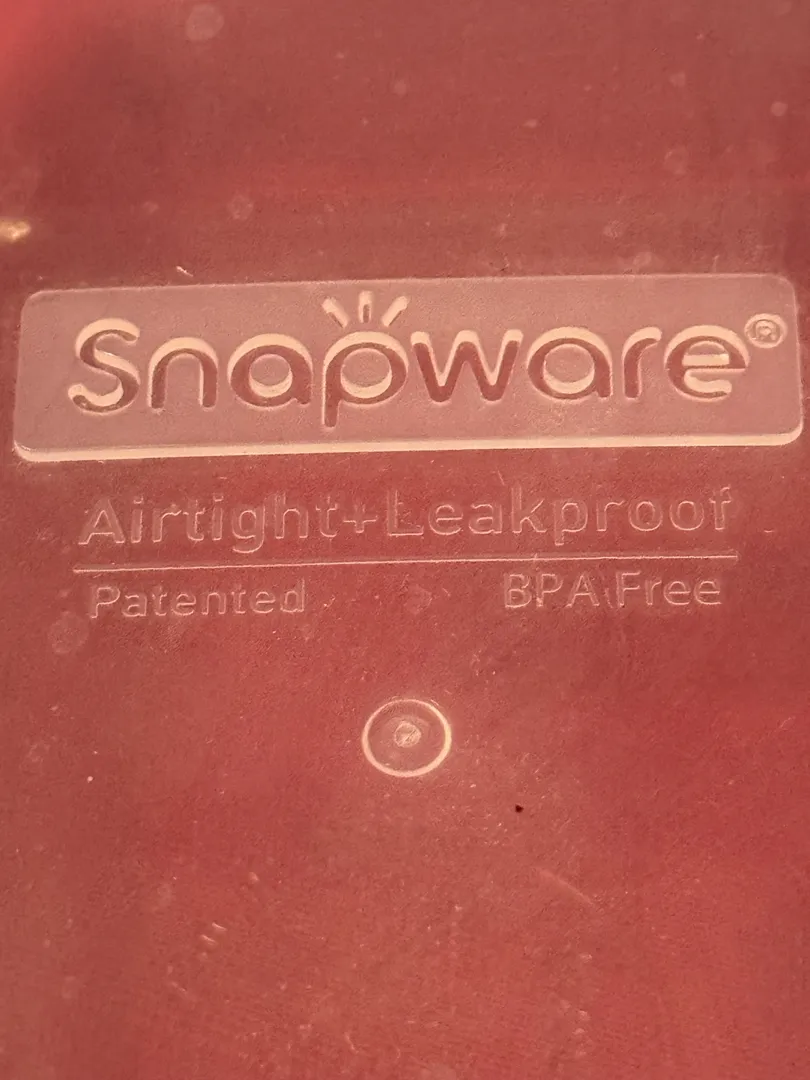 Snapware®
Airtight+Leakproof
Patented BPA Free